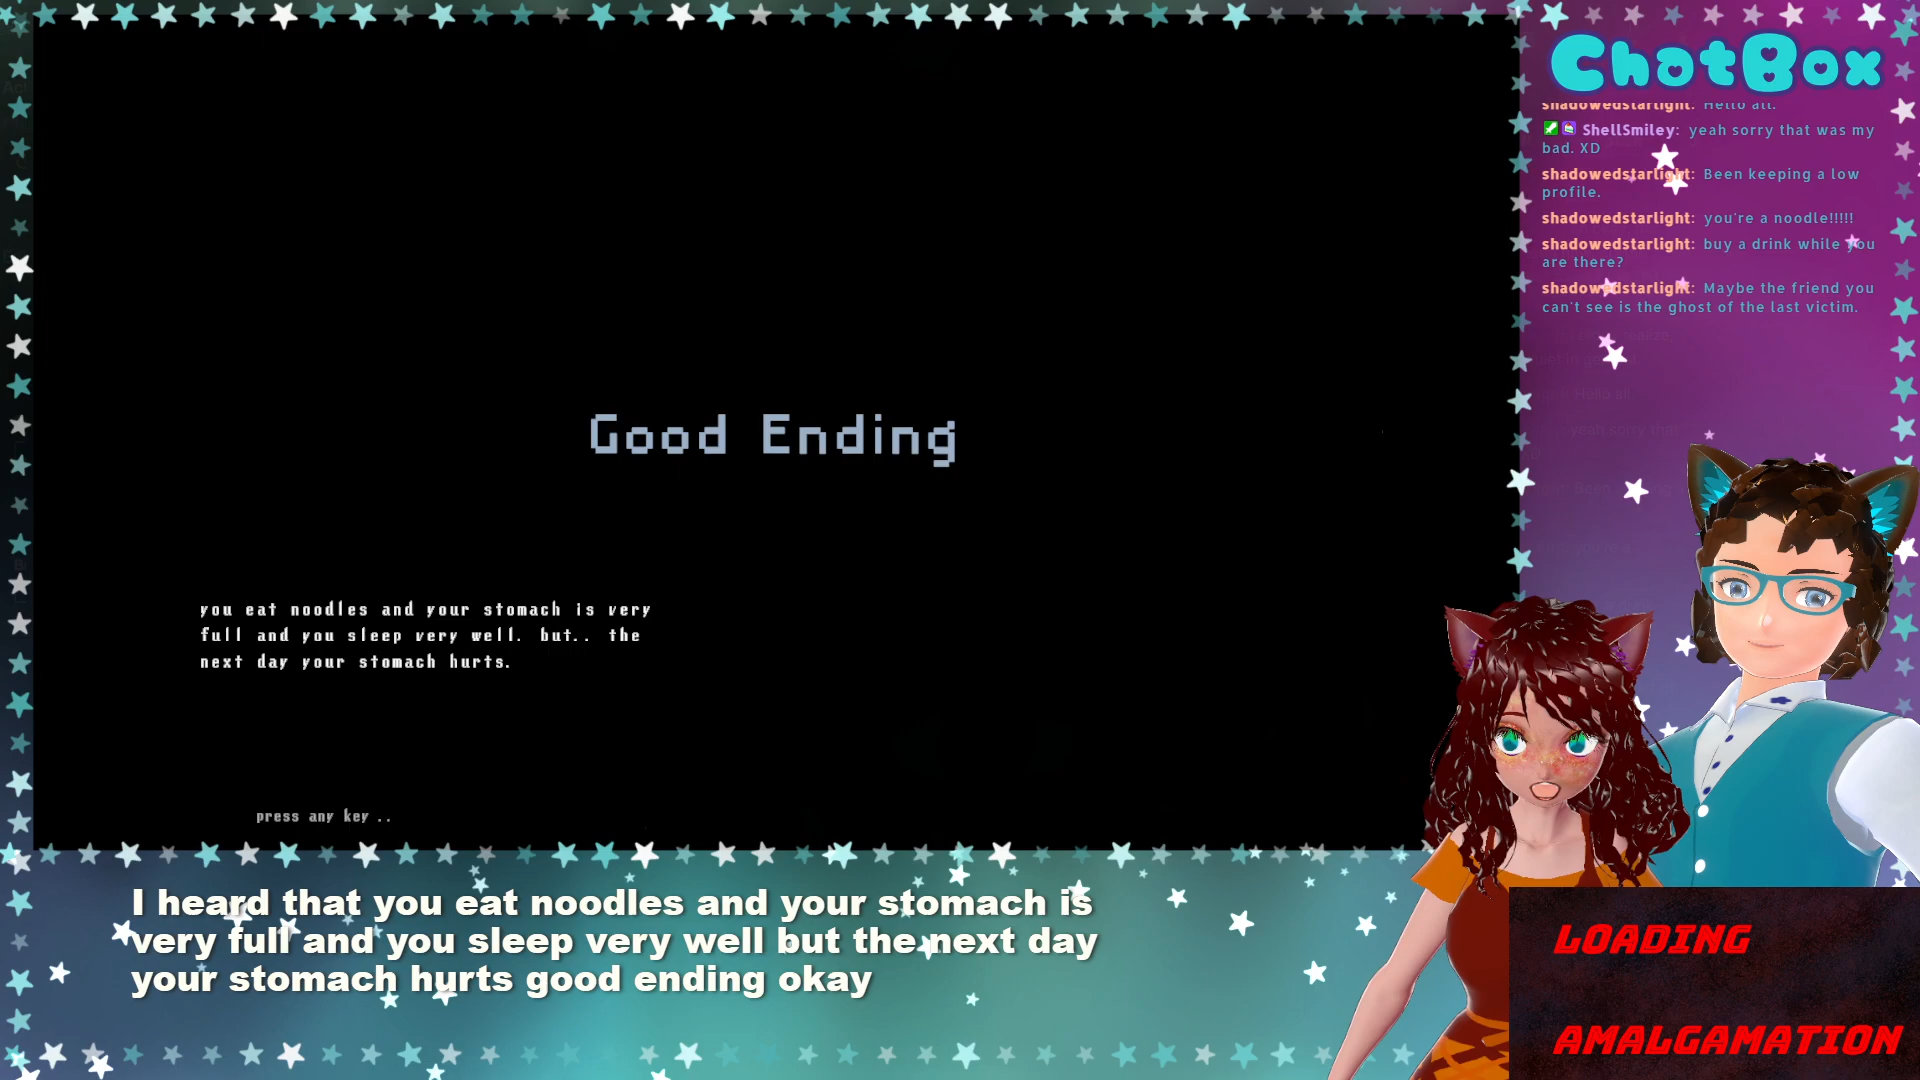 Good Ending
you eat noodles and your stomach is very
full and you sleep very well. but.. the
next day your stomach hurts.
press any key ..
ChatBox
shadowedstarlight: Hello all.
ShellSmiley: yeah sorry that was my
bad. XD
shadowedstarlight: Been keeping a low
profile.
shadowedstarlight: you're a noodle!!!!!
shadowedstarlight: buy a drink while you
are there?
shadowedstarlight: Maybe the friend you
can't see is the ghost of the last victim.
I heard that you eat noodles and your stomach is
very full and you sleep very well but the next day
your stomach hurts good ending okay
LOADING
AMALGAMATION